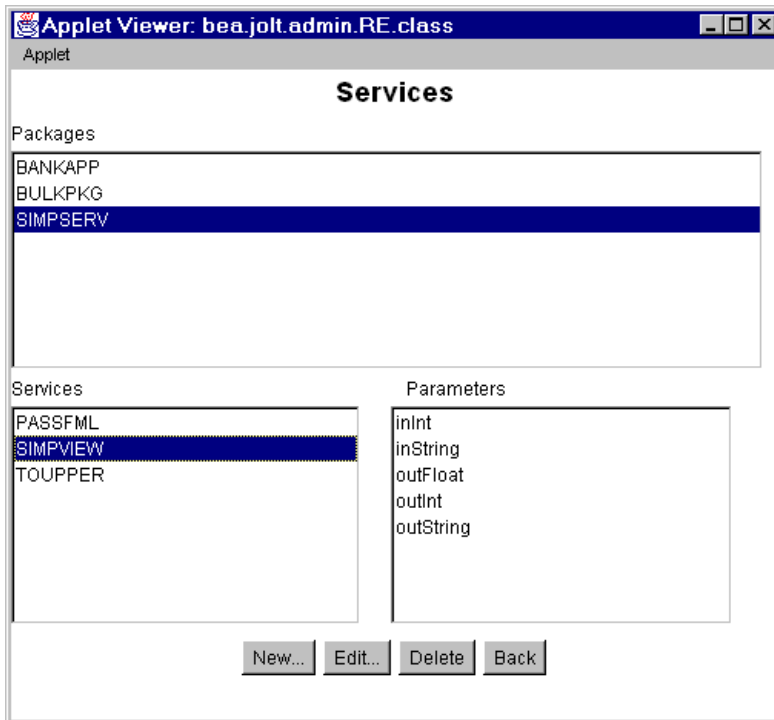 Applet Viewer: bea.jolt.admin.RE.class
Applet
Services
Packages
BANKAPP
BULKPKG
SIMPSERV
Services
PASSFML
SIMPVIEW
TOUPPER
Parameters
inInt
inString
outFloat
outInt
outString
New... Edit... Delete Back